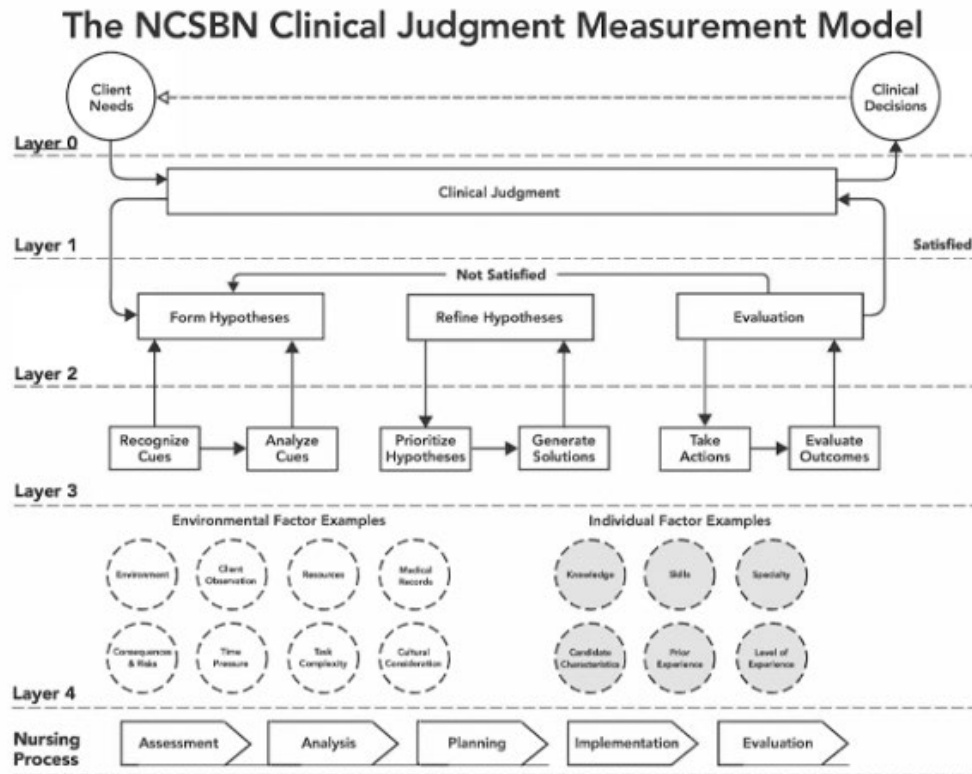 The NCSBN Clinical Judgment Measurement Model
Client
Needs
Clinical
Decisions
Layer 0
Clinical Judgment
Layer 1
Satisfied
Not Satisfied
Form Hypotheses
Refine Hypotheses
Evaluation
Layer 2
Recognize
Cues
Analyze
Cues
Prioritize
Hypotheses
Generate
Solutions
Take
Actions
Evaluate
Outcomes
Layer 3
Environmental Factor Examples
Individual Factor Examples
Environment
Client
Observation
Resources
Medical
Records
Knowledge
Skills
Specialty
Consequences
& Risks
Time
Pressure
Task
Complexity
Cultural
Consideration
Candidate
Characteristics
Prior
Experience
Level of
Experience
Layer 4
Nursing
Process
Assessment
Analysis
Planning
Implementation
Evaluation